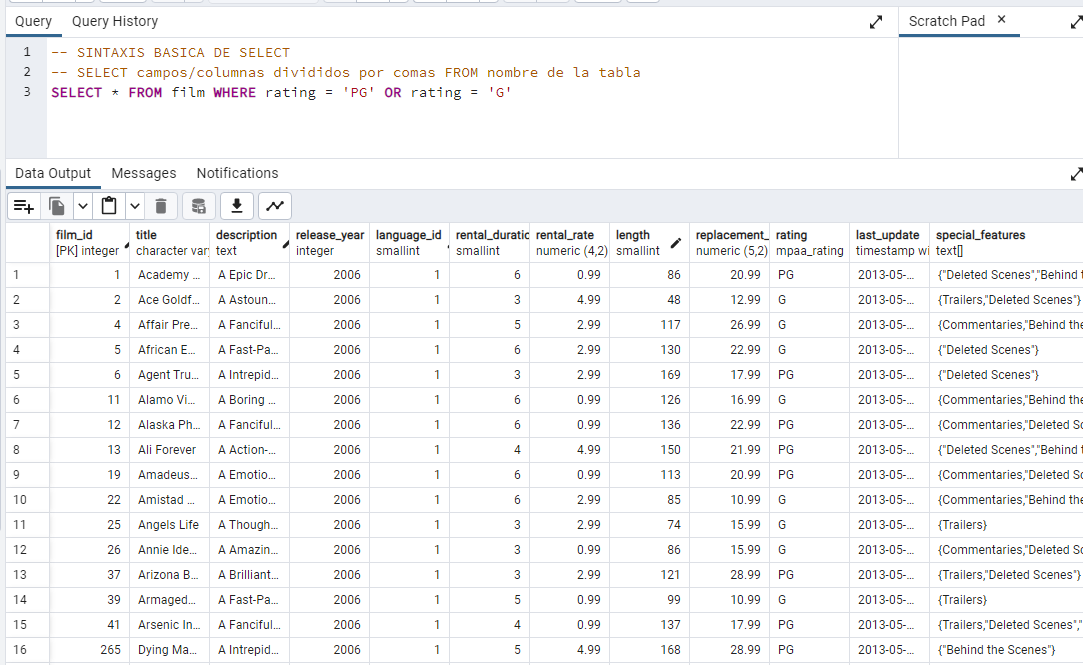 Query Query History Scratch Pad ×
1 -- SINTAXIS BASICA DE SELECT
2 -- SELECT campos/columnas divididos por comas FROM nombre de la tabla
3 SELECT * FROM film WHERE rating = 'PG' OR rating = 'G'
Data Output Messages Notifications
film_id title description release_year language_id rental_duratio rental_rate length replacement_ rating last_update special_features
[PK] integer character var text integer smallint smallint numeric (4,2) smallint numeric (5,2) mpaa_rating timestamp wi text[]
1 1 Academy ... A Epic Dr... 2006 1 6 0.99 86 20.99 PG 2013-05-... {"Deleted Scenes","Behind t
2 2 Ace Goldf... A Astoun... 2006 1 3 4.99 48 12.99 G 2013-05-... {Trailers,"Deleted Scenes"}
3 4 Affair Pre... A Fanciful... 2006 1 5 2.99 117 26.99 G 2013-05-... {Commentaries,"Behind the
4 5 African E... A Fast-Pa... 2006 1 6 2.99 130 22.99 G 2013-05-... {"Deleted Scenes"}
5 6 Agent Tru... A Intrepid... 2006 1 3 2.99 169 17.99 PG 2013-05-... {"Deleted Scenes"}
6 11 Alamo Vi... A Boring ... 2006 1 6 0.99 126 16.99 G 2013-05-... {Commentaries,"Behind the
7 12 Alaska Ph... A Fanciful... 2006 1 6 0.99 136 22.99 PG 2013-05-... {Commentaries,"Deleted Sc
8 13 Ali Forever A Action-... 2006 1 4 4.99 150 21.99 PG 2013-05-... {"Deleted Scenes","Behind t
9 19 Amadeus... A Emotio... 2006 1 6 0.99 113 20.99 PG 2013-05-... {Commentaries,"Deleted Sc
10 22 Amistad ... A Emotio... 2006 1 6 2.99 85 10.99 G 2013-05-... {Commentaries,"Behind the
11 25 Angels Life A Though... 2006 1 3 2.99 74 15.99 G 2013-05-... {Trailers}
12 26 Annie Ide... A Amazin... 2006 1 3 0.99 86 15.99 G 2013-05-... {Commentaries,"Deleted Sc
13 37 Arizona B... A Brilliant... 2006 1 3 2.99 121 28.99 PG 2013-05-... {Trailers,"Deleted Scenes"}
14 39 Armaged... A Fast-Pa... 2006 1 5 0.99 99 10.99 G 2013-05-... {Trailers}
15 41 Arsenic In... A Fanciful... 2006 1 4 0.99 137 17.99 PG 2013-05-... {Trailers,"Deleted Scenes","
16 265 Dying Ma... A Intrepid... 2006 1 5 4.99 168 28.99 PG 2013-05-... {"Behind the Scenes"}